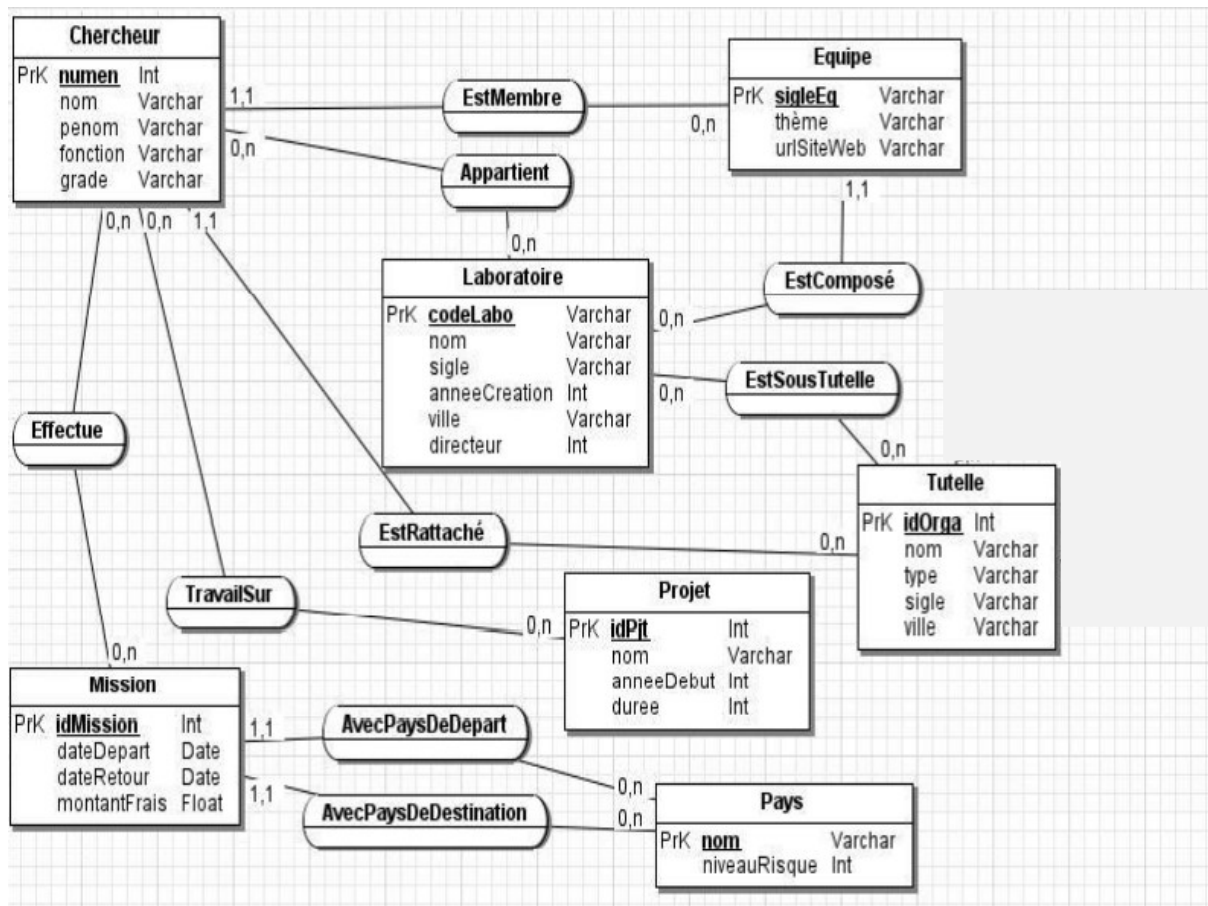 Chercheur
PrK numen Int
nom Varchar
penom Varchar
fonction Varchar
grade Varchar
1,1
0,n
0,n
0,n
1,1
EstMembre
0,n
Appartient
0,n
Equipe
PrK sigleEq Varchar
thème Varchar
urlSiteWeb Varchar
1,1
EstComposé
0,n
Laboratoire
PrK codeLabo Varchar
nom Varchar
sigle Varchar
anneeCreation Int
ville Varchar
directeur Int
0,n
EstSousTutelle
0,n
Tutelle
PrK idOrga Int
nom Varchar
type Varchar
sigle Varchar
ville Varchar
Effectue
EstRattaché
0,n
TravailSur
0,n
Projet
PrK idPjt Int
nom Varchar
anneeDebut Int
duree Int
0,n
Mission
PrK idMission Int
dateDepart Date
dateRetour Date
montantFrais Float
1,1
1,1
AvecPaysDeDepart
0,n
AvecPaysDeDestination
0,n
Pays
PrK nom Varchar
niveauRisque Int